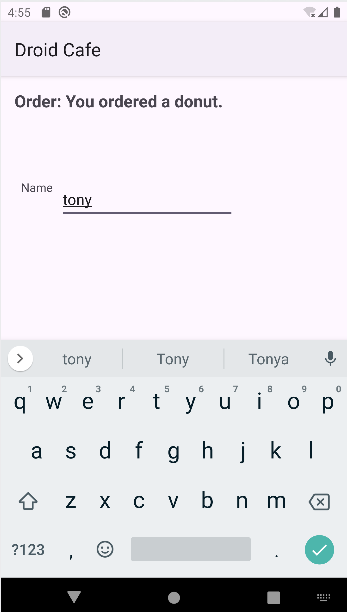 4:55
Droid Cafe
Order: You ordered a donut.
Name
tony
tony Tony Tonya
1 2 3 4 5 6 7 8 9 0
q w e r t y u i o p
a s d f g h j k l
z x c v b n m
?123 , .